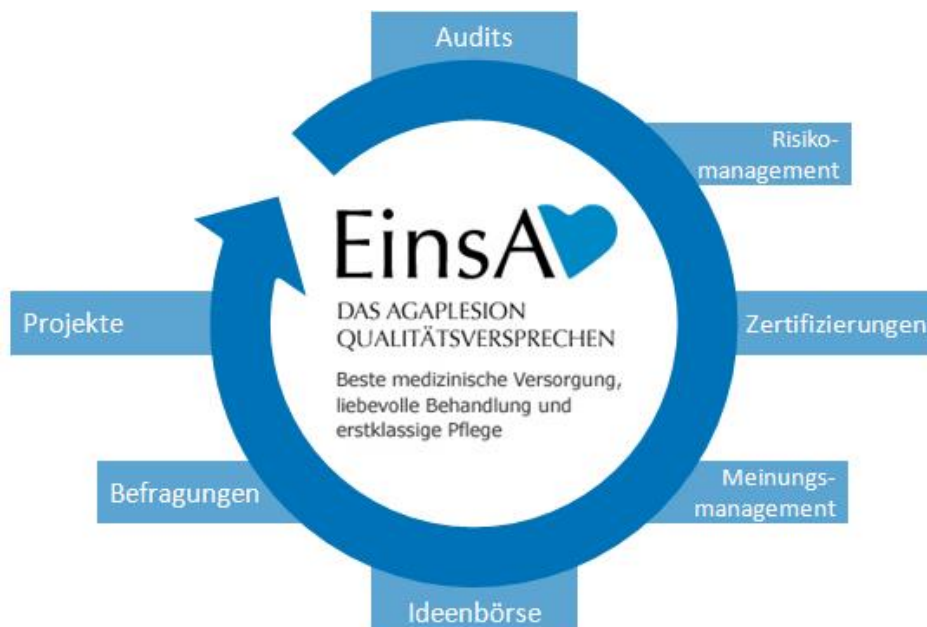 Audits
Risiko-
management
EinsA
DAS AGAPLESION
QUALITÄTSVERSPRECHEN
Beste medizinische Versorgung,
liebevolle Behandlung und
erstklassige Pflege
Projekte
Zertifizierungen
Befragungen
Meinungs-
management
Ideenbörse